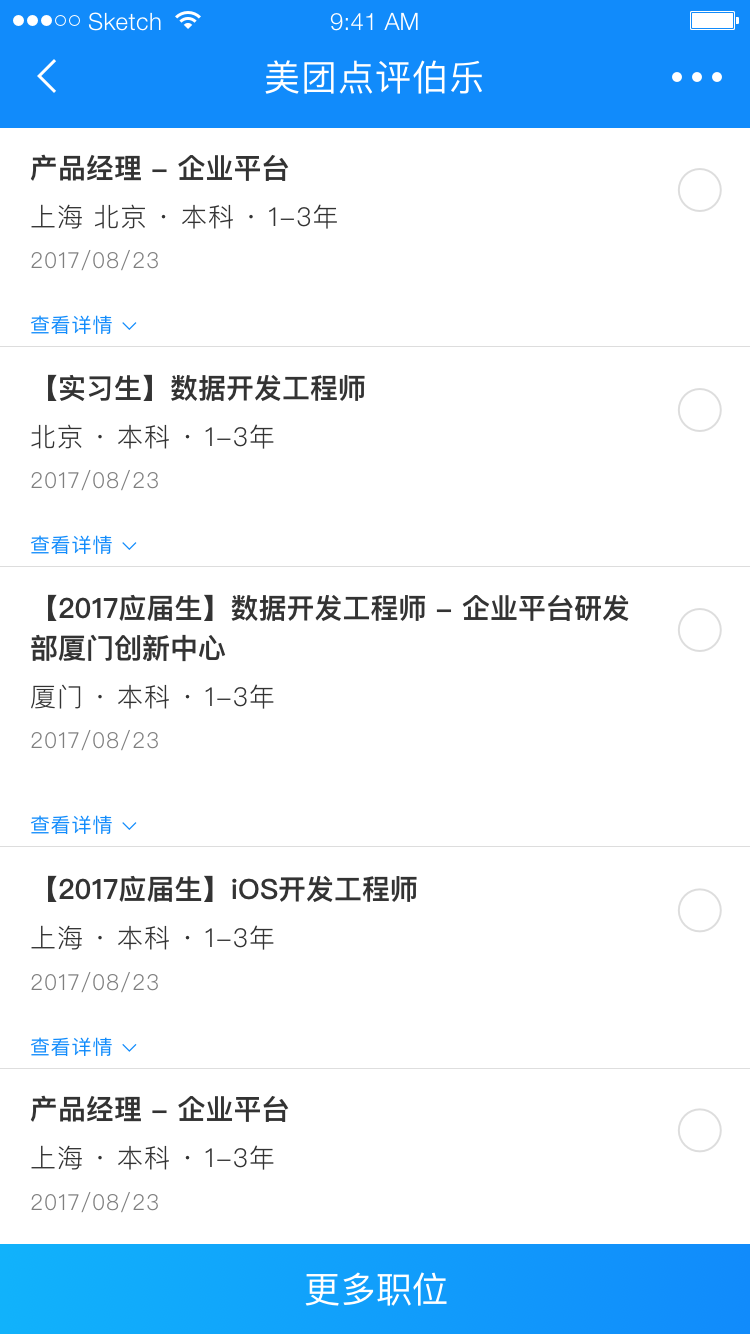 Sketch 9:41 AM
美团点评伯乐
产品经理 – 企业平台
上海 北京 · 本科 · 1–3年
2017/08/23
查看详情
【实习生】数据开发工程师
北京 · 本科 · 1–3年
2017/08/23
查看详情
【2017应届生】数据开发工程师 – 企业平台研发
部厦门创新中心
厦门 · 本科 · 1–3年
2017/08/23
查看详情
【2017应届生】iOS开发工程师
上海 · 本科 · 1–3年
2017/08/23
查看详情
产品经理 – 企业平台
上海 · 本科 · 1–3年
2017/08/23
更多职位